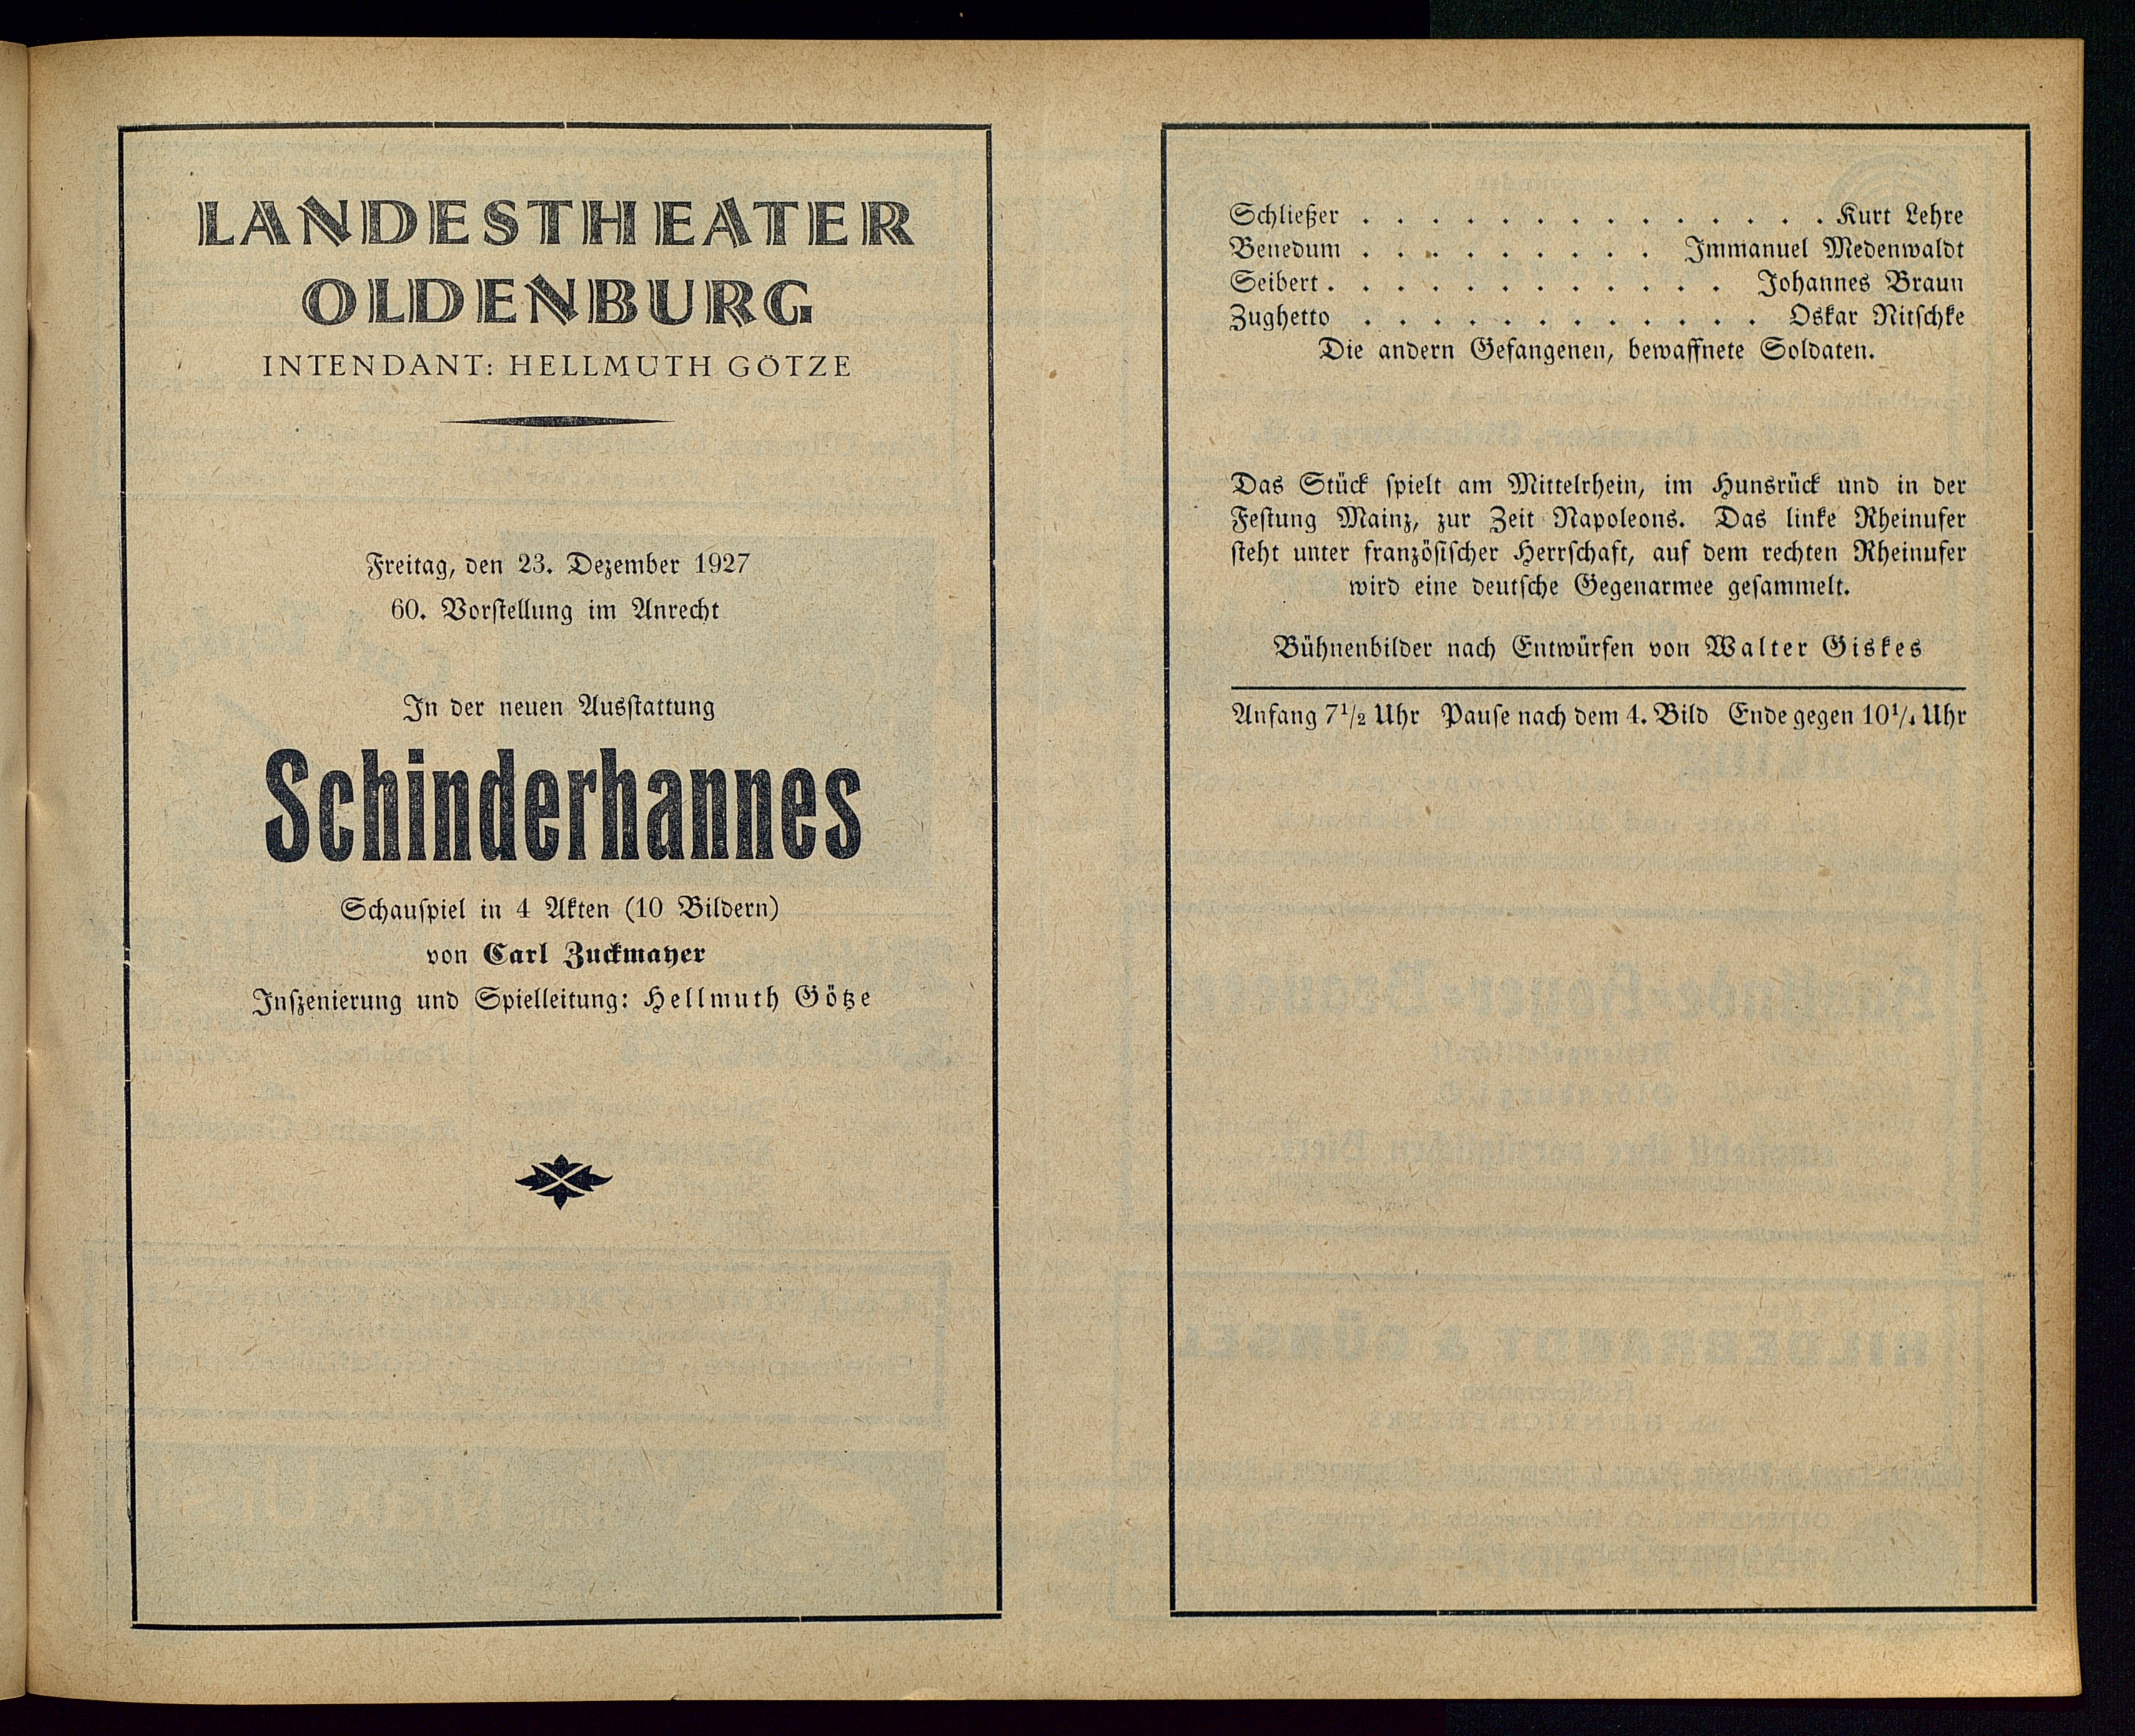 LANDESTHEATER
OLDENBURG
INTENDANT: HELLMUTH GÖTZE
Freitag, den 23. Dezember 1927
60. Vorstellung im Anrecht
In der neuen Ausstattung
Schinderhannes
Schauspiel in 4 Akten (10 Bildern)
von Carl Zuckmayer
Inszenierung und Spielleitung: Hellmuth Götze
Schließer . . . . . . . . . . . . . . Kurt Lehre
Benedum . . . . . . . . . Immanuel Medenwaldt
Seibert . . . . . . . . . . . . Johannes Braun
Zughetto . . . . . . . . . . . . Oskar Nitschke
Die andern Gefangenen, bewaffnete Soldaten.
Das Stück spielt am Mittelrhein, im Hunsrück und in der
Festung Mainz, zur Zeit Napoleons. Das linke Rheinufer
steht unter französischer Herrschaft, auf dem rechten Rheinufer
wird eine deutsche Gegenarmee gesammelt.
Bühnenbilder nach Entwürfen von Walter Giskes
Anfang 7½ Uhr Pause nach dem 4. Bild Ende gegen 10¼ Uhr